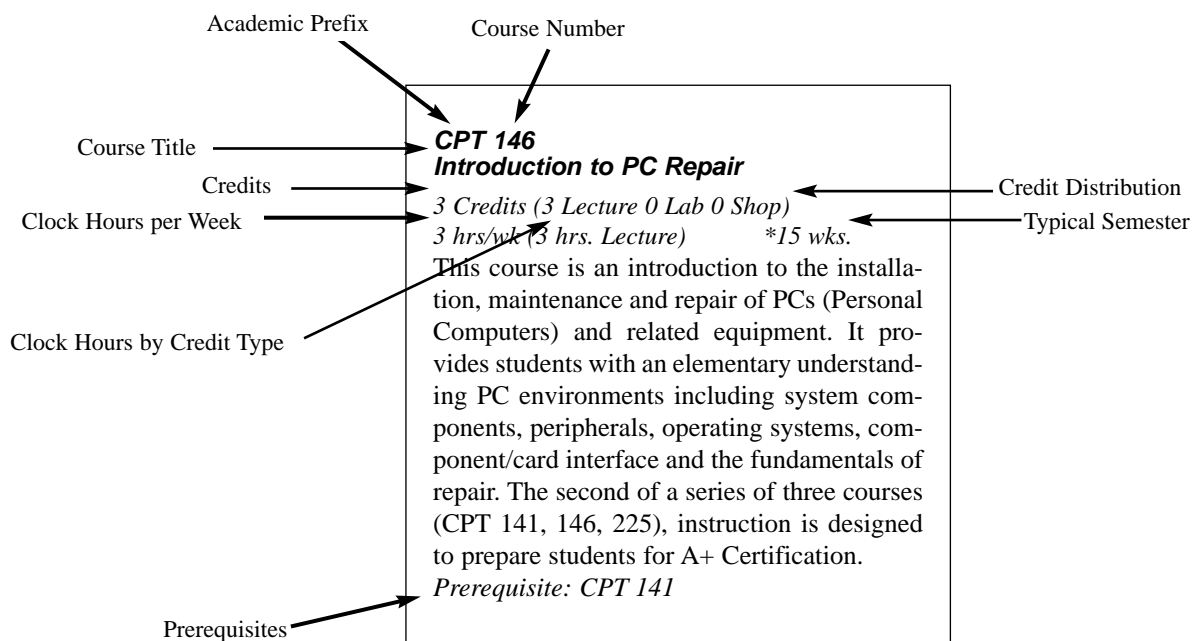 Academic Prefix
Course Number
CPT 146
Course Title
Introduction to PC Repair
Credits
Credit Distribution
3 Credits (3 Lecture 0 Lab 0 Shop)
Clock Hours per Week
Typical Semester
3 hrs/wk (3 hrs. Lecture) *15 wks.
This course is an introduction to the installa-
tion, maintenance and repair of PCs (Personal
Computers) and related equipment. It pro-
Clock Hours by Credit Type
vides students with an elementary understand-
ing PC environments including system com-
ponents, peripherals, operating systems, com-
ponent/card interface and the fundamentals of
repair. The second of a series of three courses
(CPT 141, 146, 225), instruction is designed
to prepare students for A+ Certification.
Prerequisite: CPT 141
Prerequisites